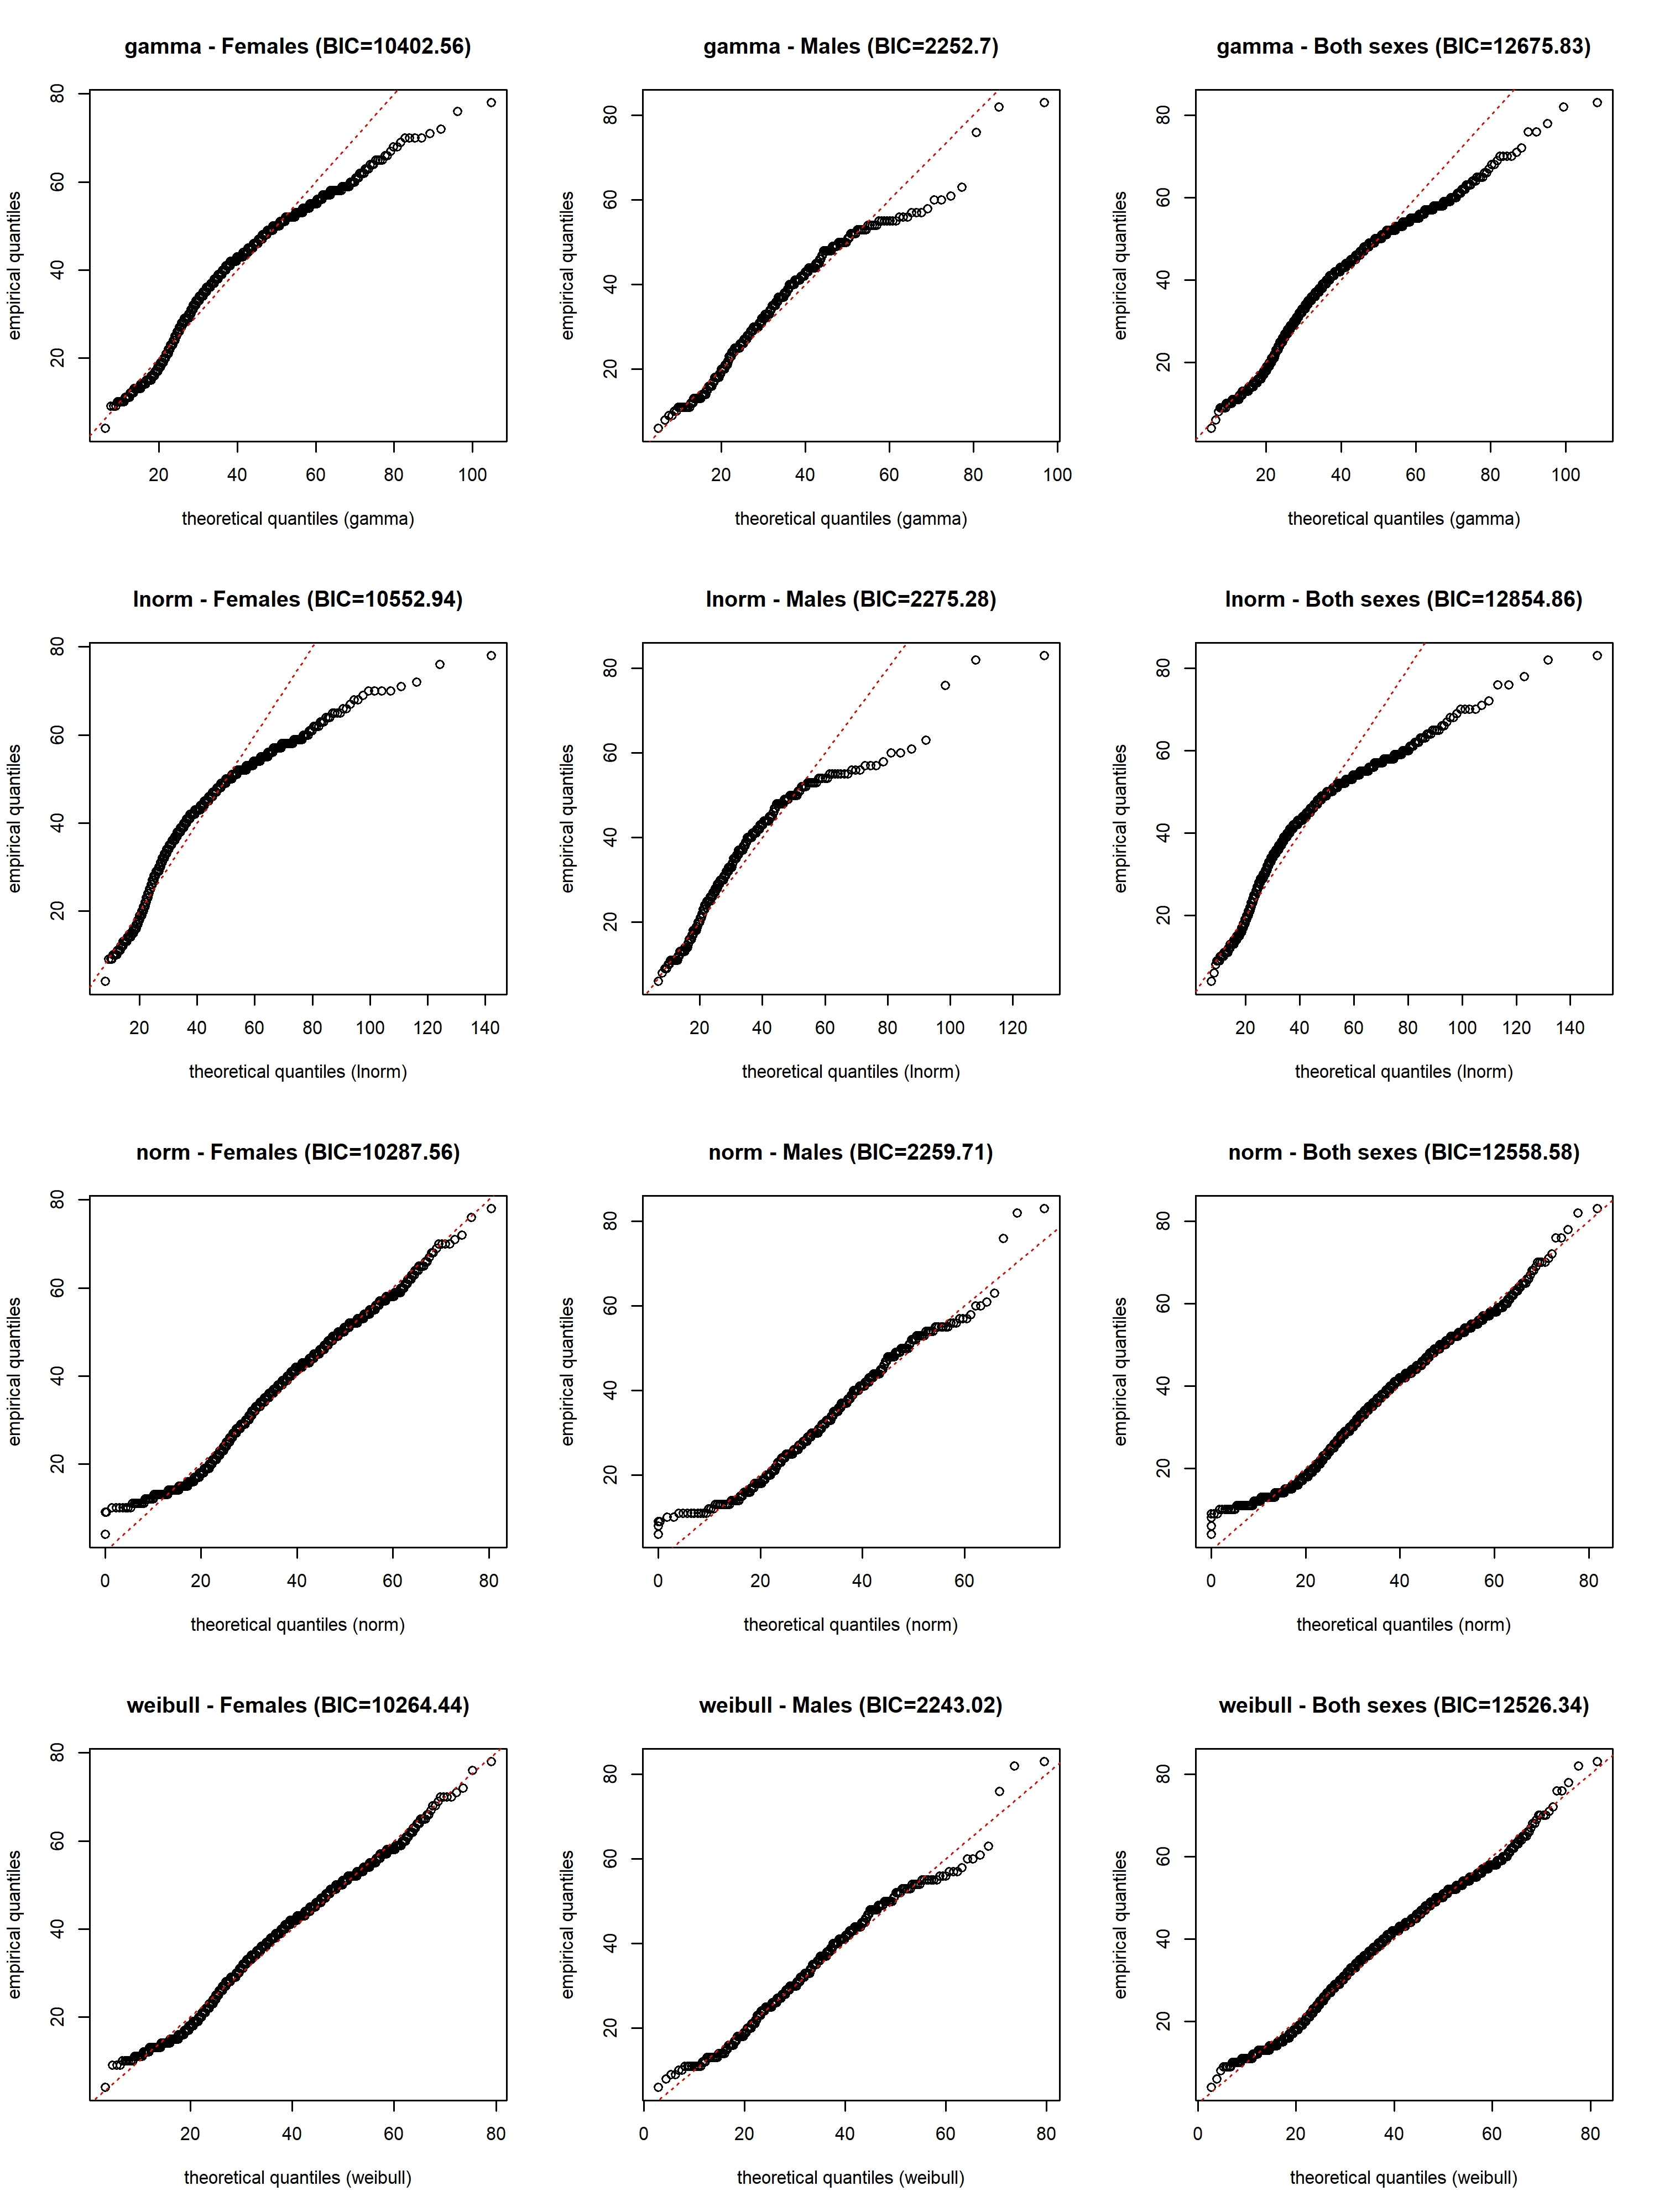 gamma - Females (BIC=10402.56)
empirical quantiles
20 40 60 80
20 40 60 80 100
theoretical quantiles (gamma)
gamma - Males (BIC=2252.7)
empirical quantiles
20 40 60 80
20 40 60 80 100
theoretical quantiles (gamma)
gamma - Both sexes (BIC=12675.83)
empirical quantiles
20 40 60 80
20 40 60 80 100
theoretical quantiles (gamma)
lnorm - Females (BIC=10552.94)
empirical quantiles
20 40 60 80
20 40 60 80 100 120 140
theoretical quantiles (lnorm)
lnorm - Males (BIC=2275.28)
empirical quantiles
20 40 60 80
20 40 60 80 100 120
theoretical quantiles (lnorm)
lnorm - Both sexes (BIC=12854.86)
empirical quantiles
20 40 60 80
20 40 60 80 100 120 140
theoretical quantiles (lnorm)
norm - Females (BIC=10287.56)
empirical quantiles
20 40 60 80
0 20 40 60 80
theoretical quantiles (norm)
norm - Males (BIC=2259.71)
empirical quantiles
20 40 60 80
0 20 40 60
theoretical quantiles (norm)
norm - Both sexes (BIC=12558.58)
empirical quantiles
20 40 60 80
0 20 40 60 80
theoretical quantiles (norm)
weibull - Females (BIC=10264.44)
empirical quantiles
20 40 60 80
20 40 60 80
theoretical quantiles (weibull)
weibull - Males (BIC=2243.02)
empirical quantiles
20 40 60 80
0 20 40 60 80
theoretical quantiles (weibull)
weibull - Both sexes (BIC=12526.34)
empirical quantiles
20 40 60 80
0 20 40 60 80
theoretical quantiles (weibull)